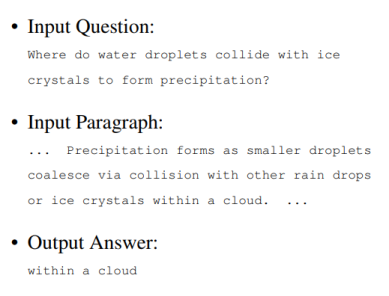 • Input Question:
Where do water droplets collide with ice
crystals to form precipitation?
• Input Paragraph:
... Precipitation forms as smaller droplets
coalesce via collision with other rain drops
or ice crystals within a cloud. ...
• Output Answer:
within a cloud